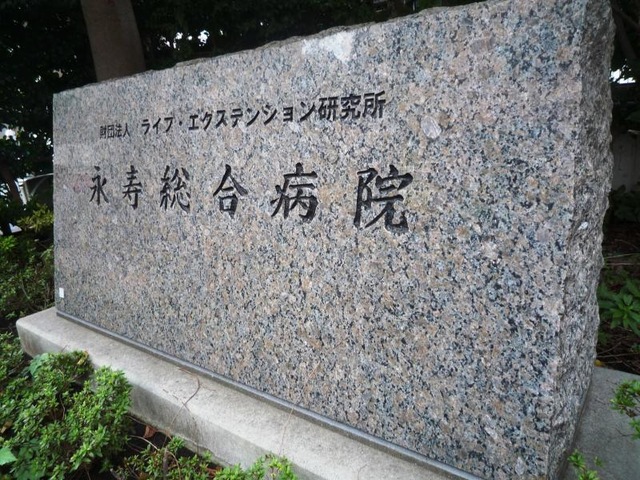 財団法人 ライフ・エクステンション研究所
永寿総合病院